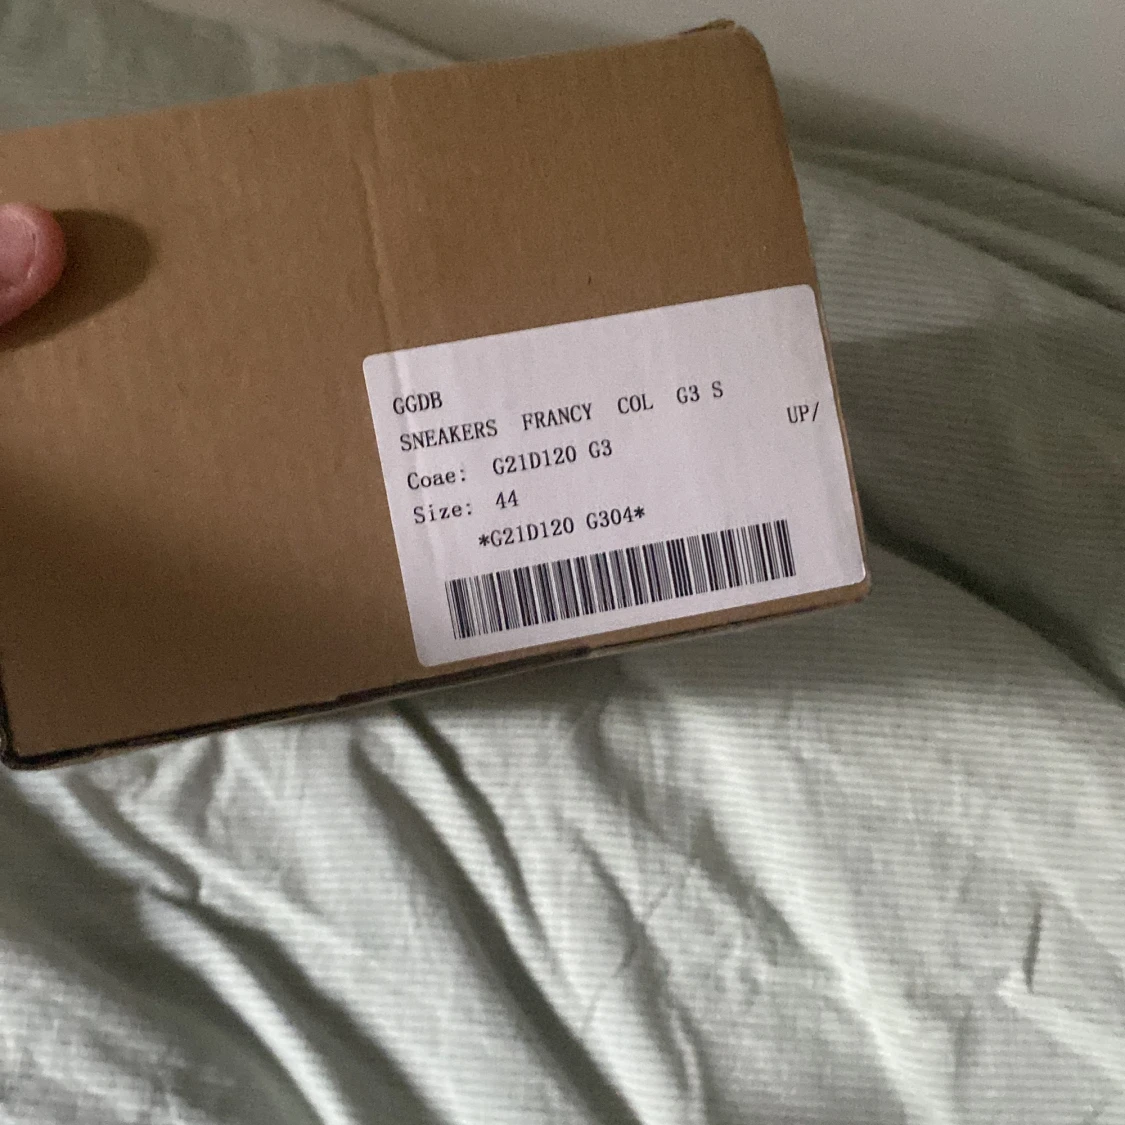 GGDB
SNEAKERS FRANCY COL G3 S
UP/
Coae: G21D120 G3
Size: 44
*G21D120 G304*